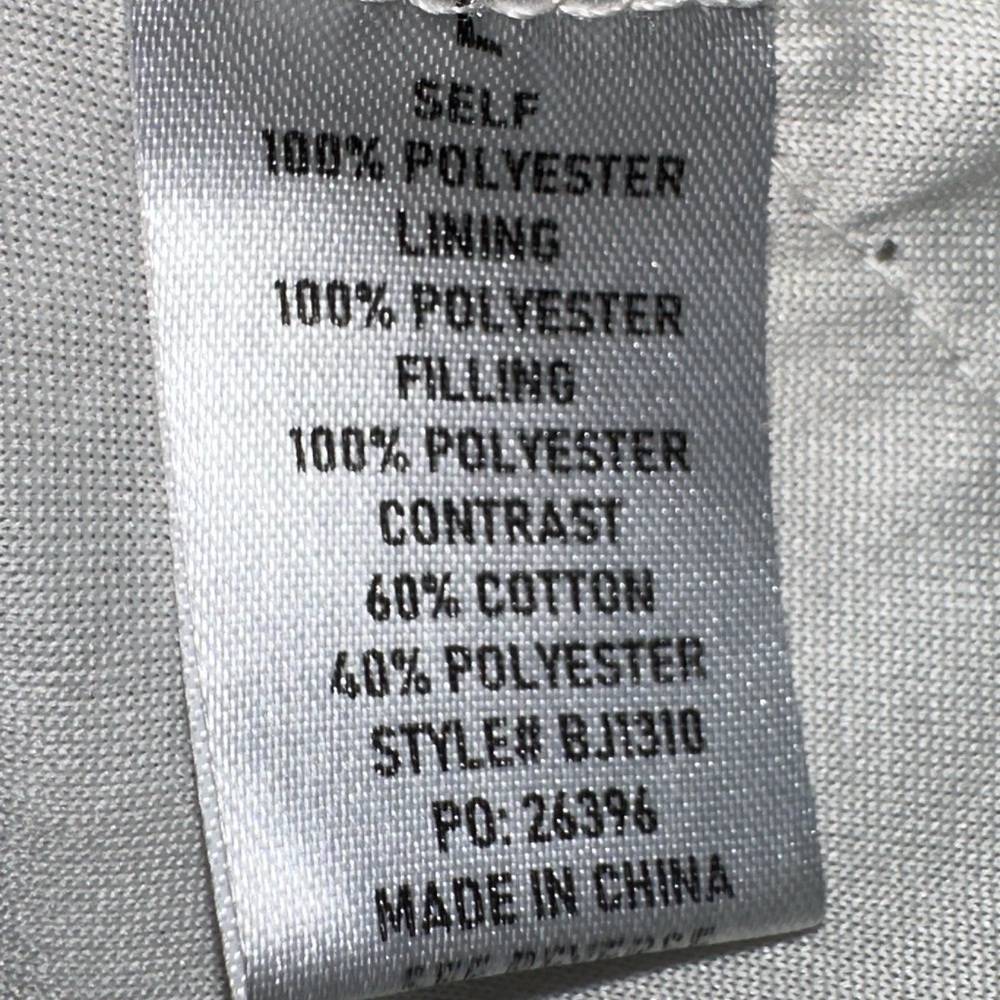 L
SELF
100% POLYESTER
LINING
100% POLYESTER
FILLING
100% POLYESTER
CONTRAST
60% COTTON
40% POLYESTER
STYLE# BJ1310
PO: 26396
MADE IN CHINA